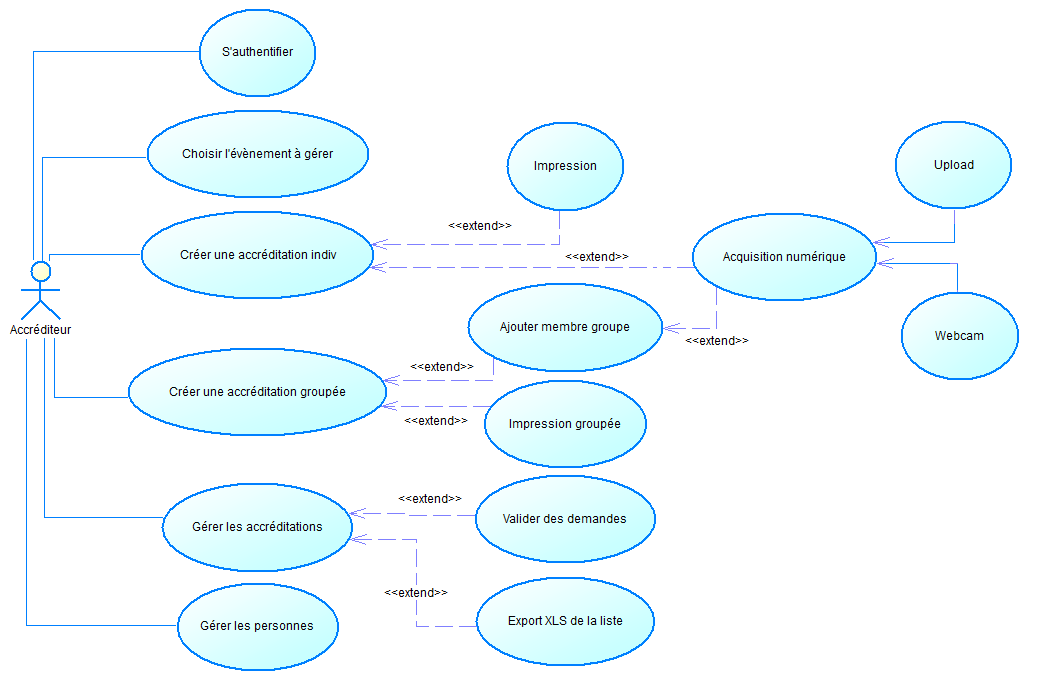 S'authentifier
Choisir l'évènement à gérer
Impression
Upload
<<extend>>
Créer une accréditation indiv
<<extend>>
Acquisition numérique
Accréditeur
Ajouter membre groupe
<<extend>>
Webcam
<<extend>>
Créer une accréditation groupée
<<extend>>
Impression groupée
<<extend>>
Gérer les accréditations
Valider des demandes
<<extend>>
Gérer les personnes
Export XLS de la liste